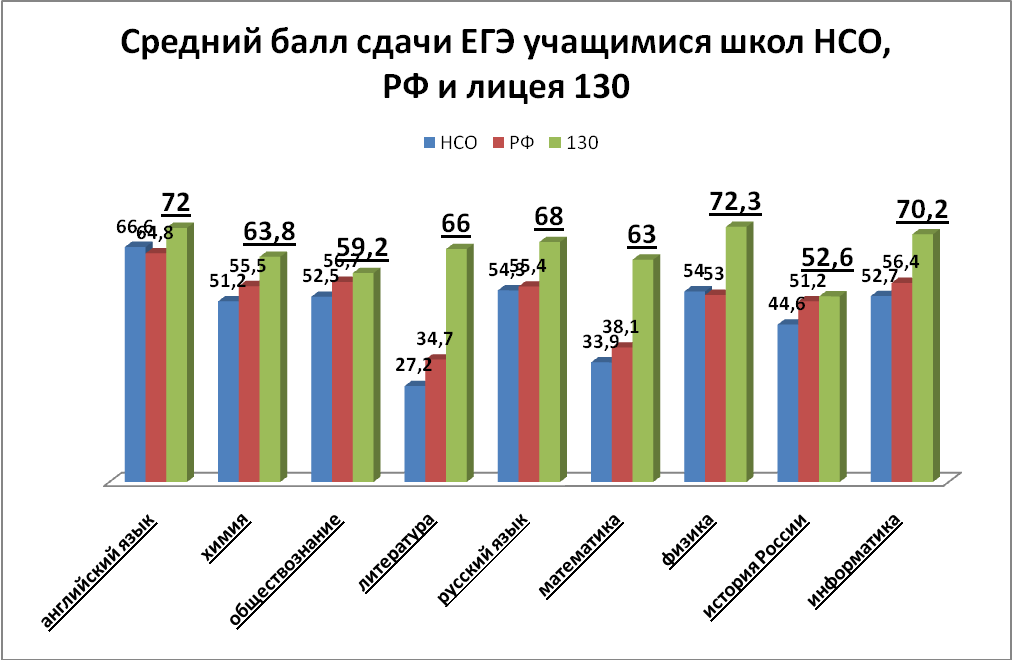 Средний балл сдачи ЕГЭ учащимися школ НСО,
РФ и лицея 130
НСО РФ 130
66,6 64,8 72
51,2 55,5 63,8
52,5 56,7 59,2
27,2 34,7 66
54,3 55,4 68
33,9 38,1 63
54 53 72,3
44,6 51,2 52,6
52,7 56,4 70,2
английский язык
химия
обществознание
литература
русский язык
математика
физика
история России
информатика